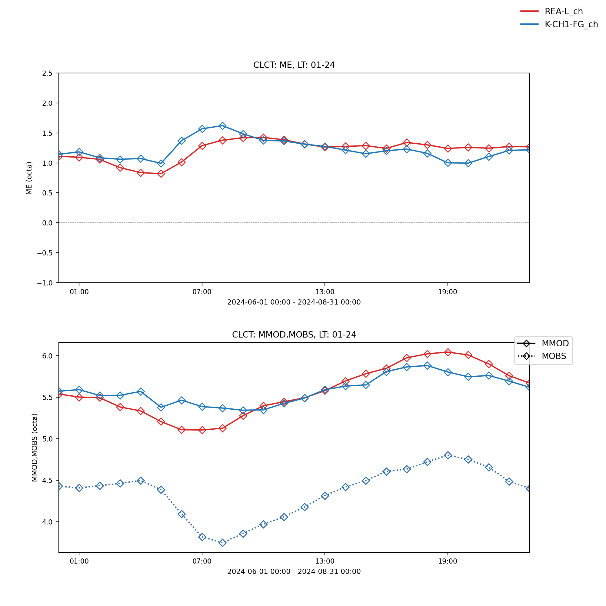 REA-L_ch
K-CH1-FG_ch
CLCT: ME, LT: 01-24
2.5
2.0
1.5
1.0
0.5
0.0
−0.5
−1.0
ME (octa)
01:00 07:00 13:00 19:00
2024-06-01 00:00 - 2024-08-31 00:00
CLCT: MMOD,MOBS, LT: 01-24
MMOD
MOBS
6.0
5.5
5.0
4.5
4.0
MMOD,MOBS (octa)
01:00 07:00 13:00 19:00
2024-06-01 00:00 - 2024-08-31 00:00